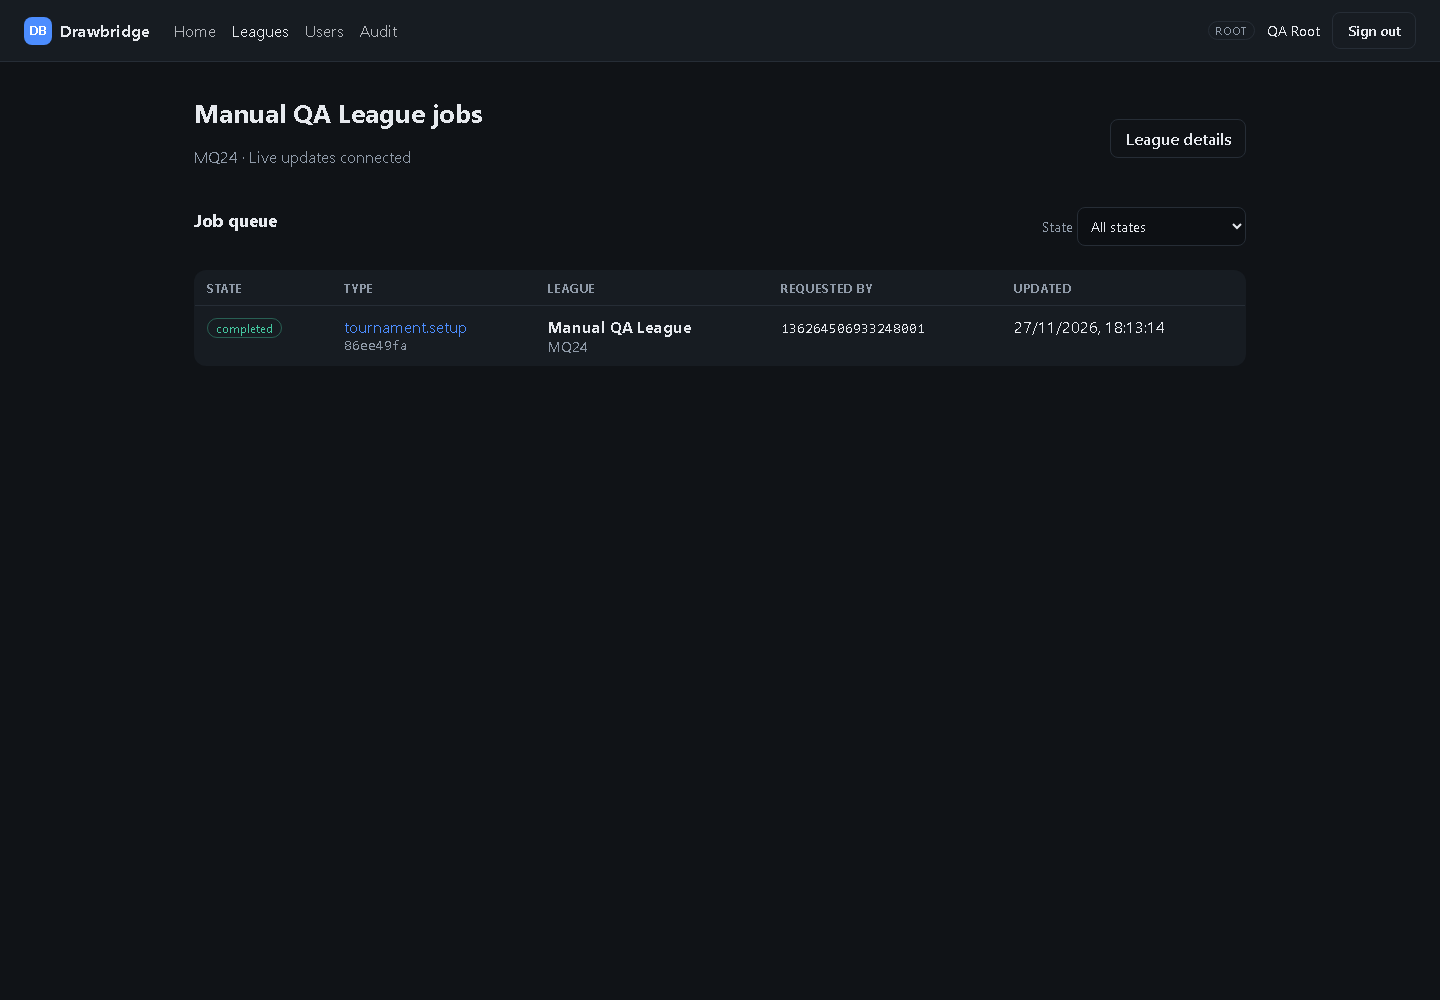 DB Drawbridge Home Leagues Users Audit ROOT QA Root Sign out
Manual QA League jobs
League details
MQ24 · Live updates connected
Job queue
State All states
STATE TYPE LEAGUE REQUESTED BY UPDATED
completed tournament.setup Manual QA League 136264506933248001 27/11/2026, 18:13:14
86ee49fa MQ24